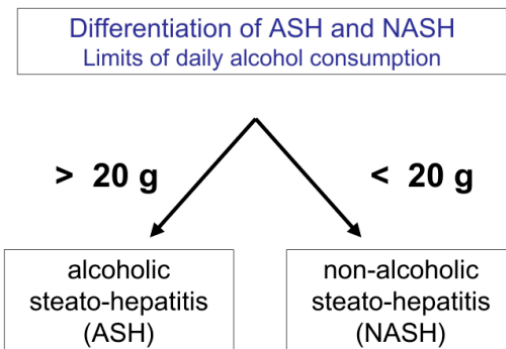 Differentiation of ASH and NASH
Limits of daily alcohol consumption
> 20 g
< 20 g
alcoholic
steato-hepatitis
(ASH)
non-alcoholic
steato-hepatitis
(NASH)